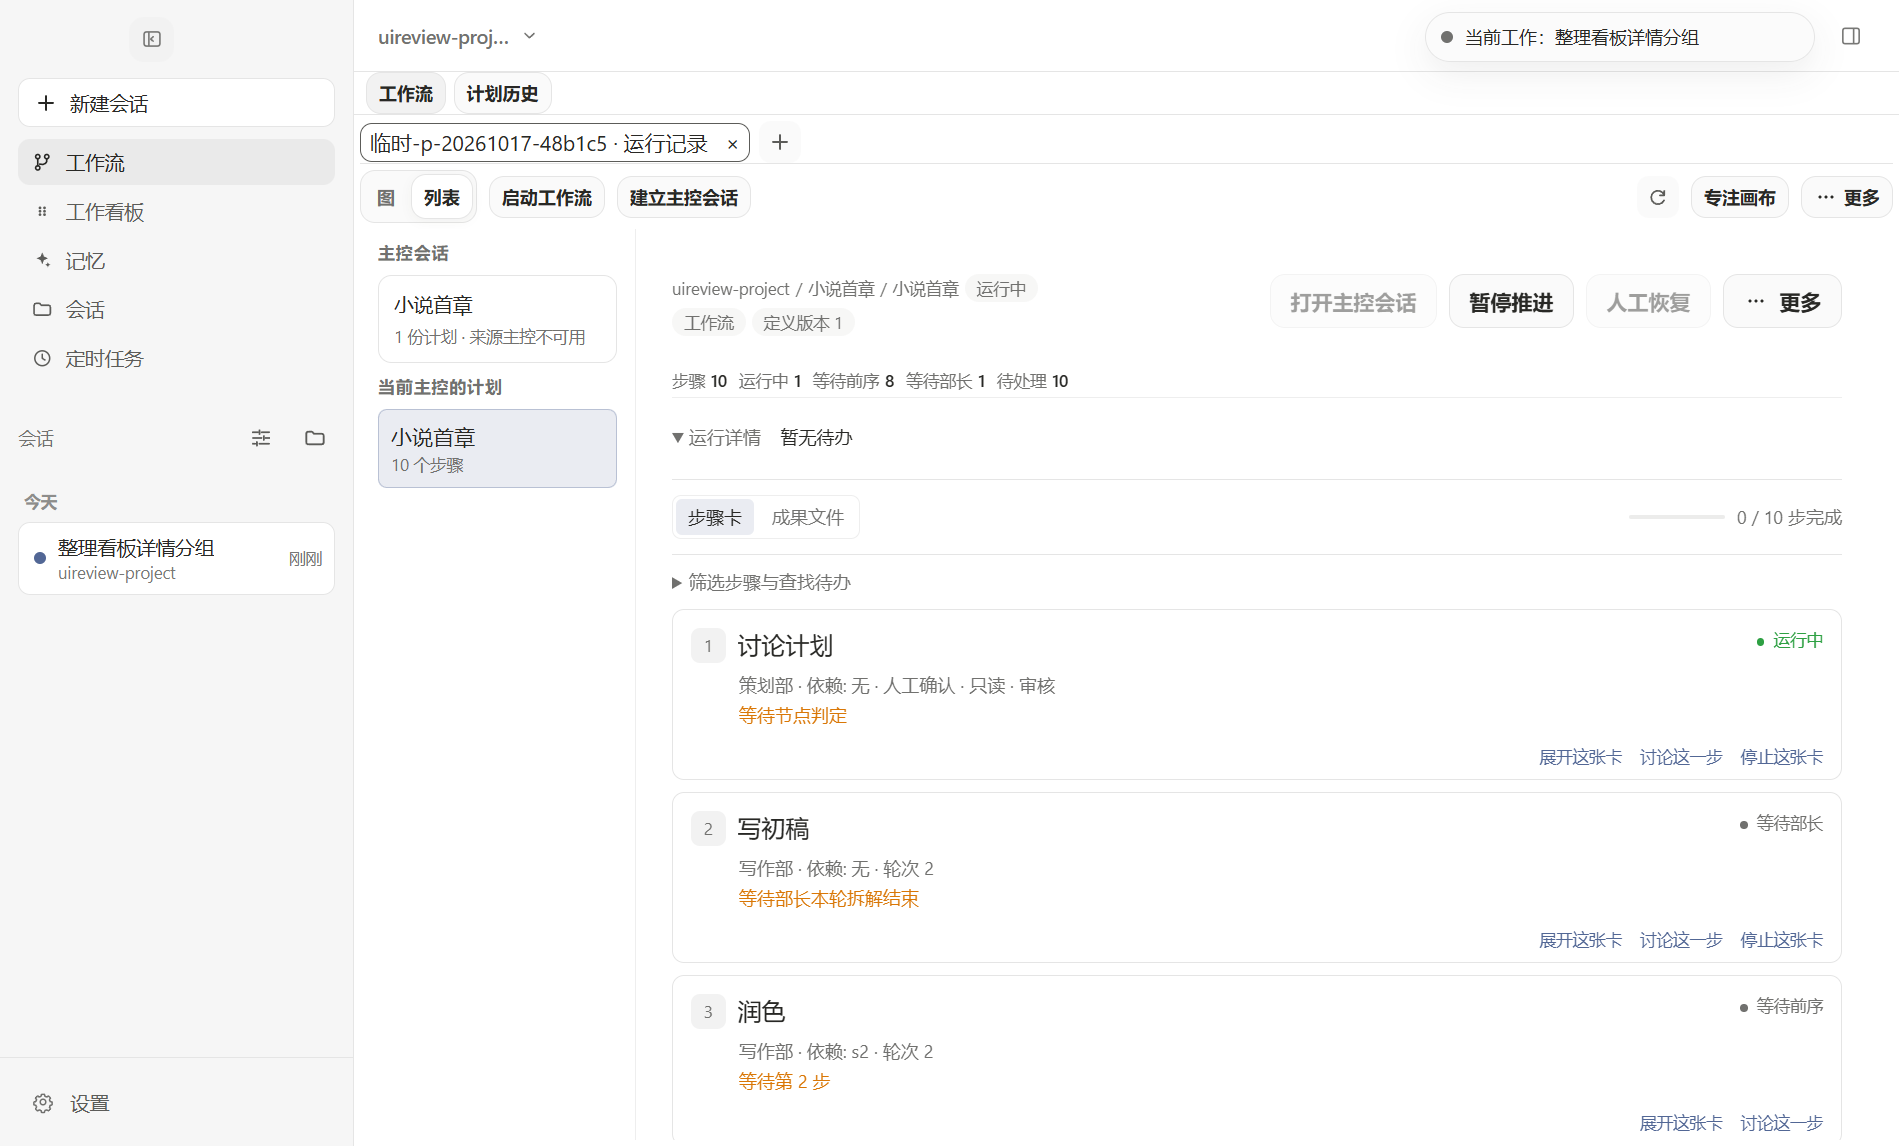 新建会话
工作流
工作看板
记忆
会话
定时任务
会话
今天
整理看板详情分组
uireview-project
刚刚
设置
uireview-proj...
当前工作：整理看板详情分组
工作流 计划历史
临时-p-20261017-48b1c5 · 运行记录 ×
图 列表 启动工作流 建立主控会话 专注画布 ··· 更多
主控会话
小说首章
1 份计划 · 来源主控不可用
当前主控的计划
小说首章
10 个步骤
uireview-project / 小说首章 / 小说首章 运行中
工作流 定义版本 1
打开主控会话 暂停推进 人工恢复 ··· 更多
步骤 10 运行中 1 等待前序 8 等待部长 1 待处理 10
运行详情 暂无待办
步骤卡 成果文件 0 / 10 步完成
筛选步骤与查找待办
1 讨论计划 运行中
策划部 · 依赖: 无 · 人工确认 · 只读 · 审核
等待节点判定
展开这张卡 讨论这一步 停止这张卡
2 写初稿 等待部长
写作部 · 依赖: 无 · 轮次 2
等待部长本轮拆解结束
展开这张卡 讨论这一步 停止这张卡
3 润色 等待前序
写作部 · 依赖: s2 · 轮次 2
等待第 2 步
展开这张卡 讨论这一步